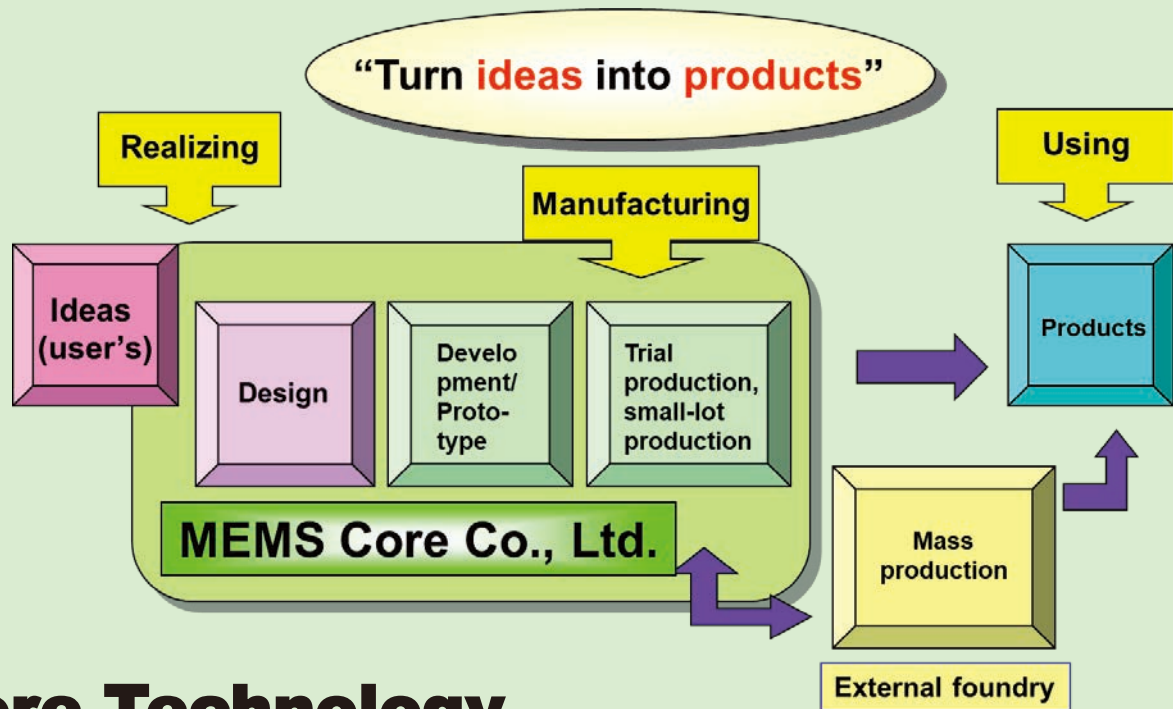 “Turn ideas into products”
Realizing
Using
Manufacturing
Ideas
(user's)
Design
Develo
pment/
Proto-
type
Trial
production,
small-lot
production
Products
MEMS Core Co., Ltd.
Mass
production
External foundry
Technology